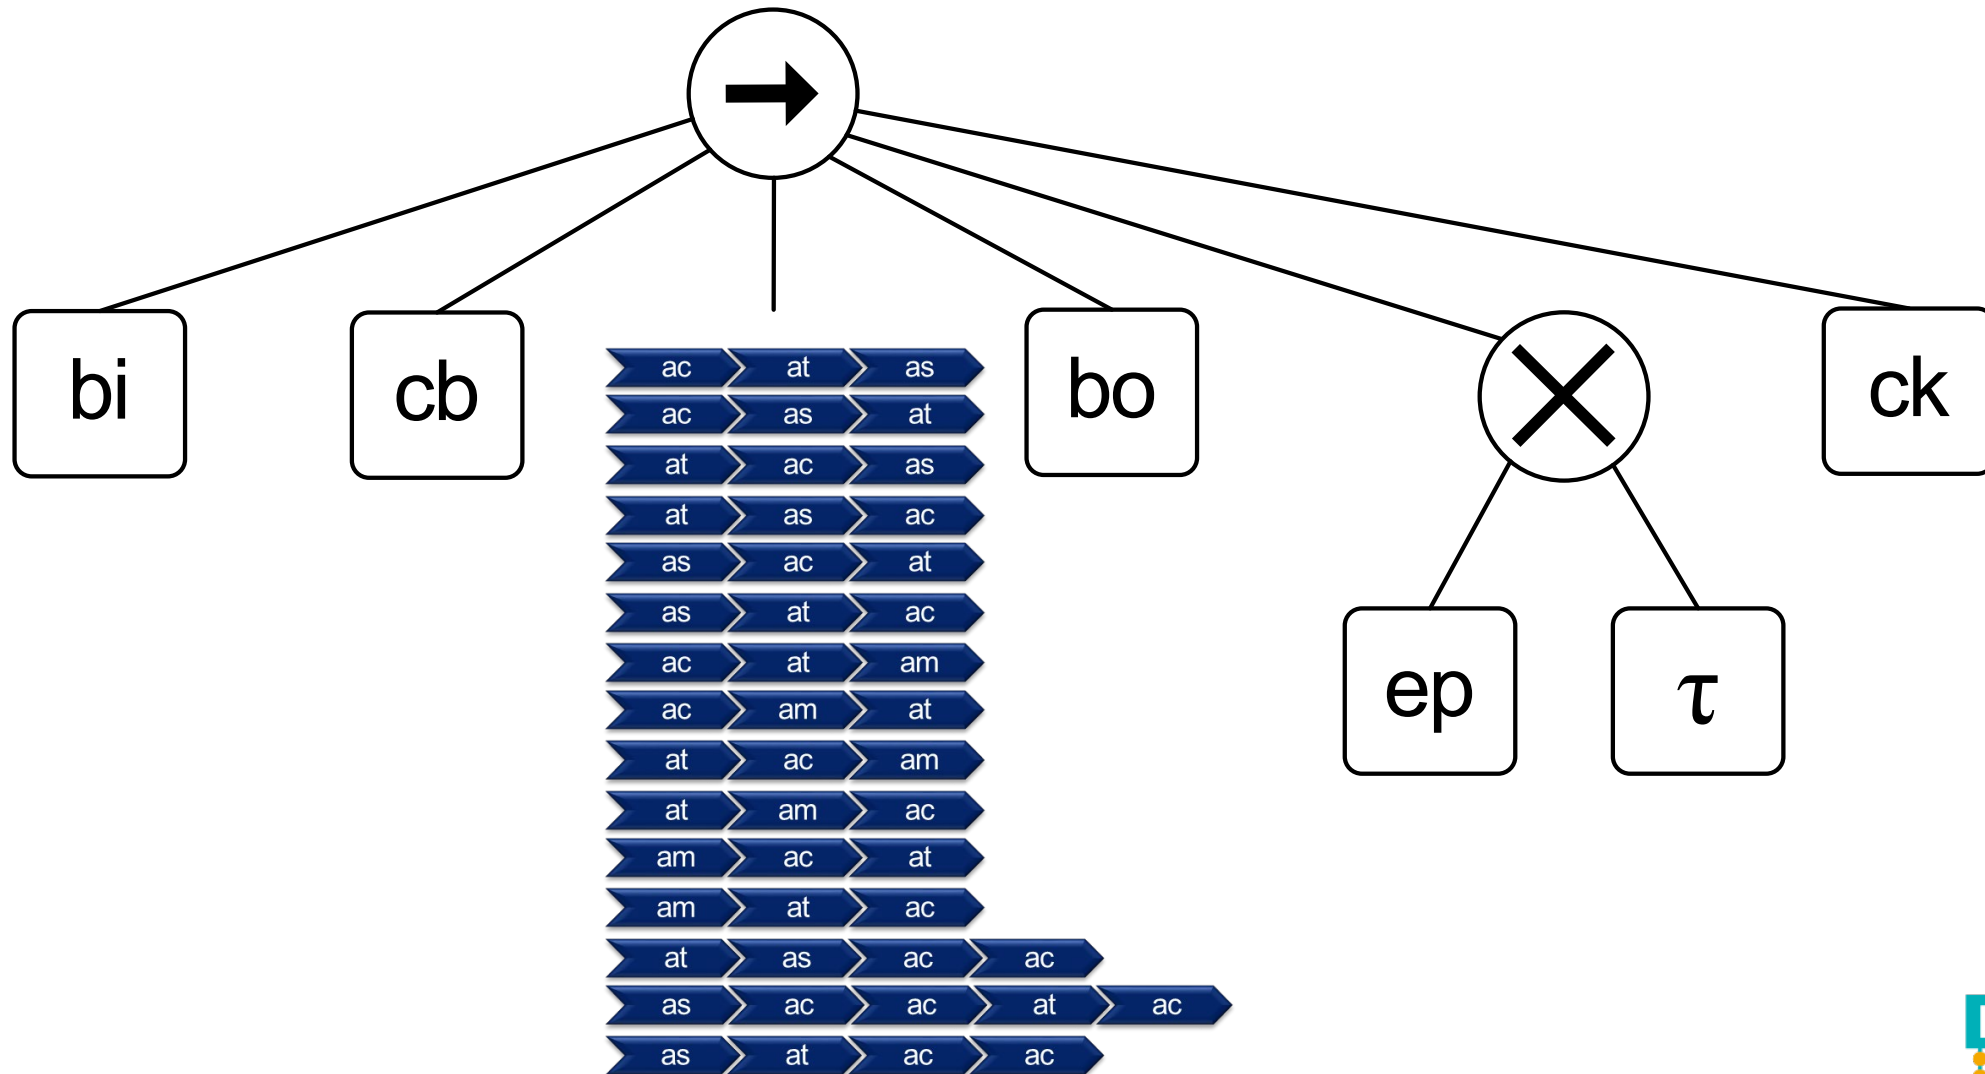 bi
cb
bo
ck
ac at as
ac as at
at ac as
at as ac
as ac at
as at ac
ac at am
ac am at
at ac am
at am ac
am ac at
am at ac
at as ac ac
as ac ac at ac
as at ac ac
ep
τ